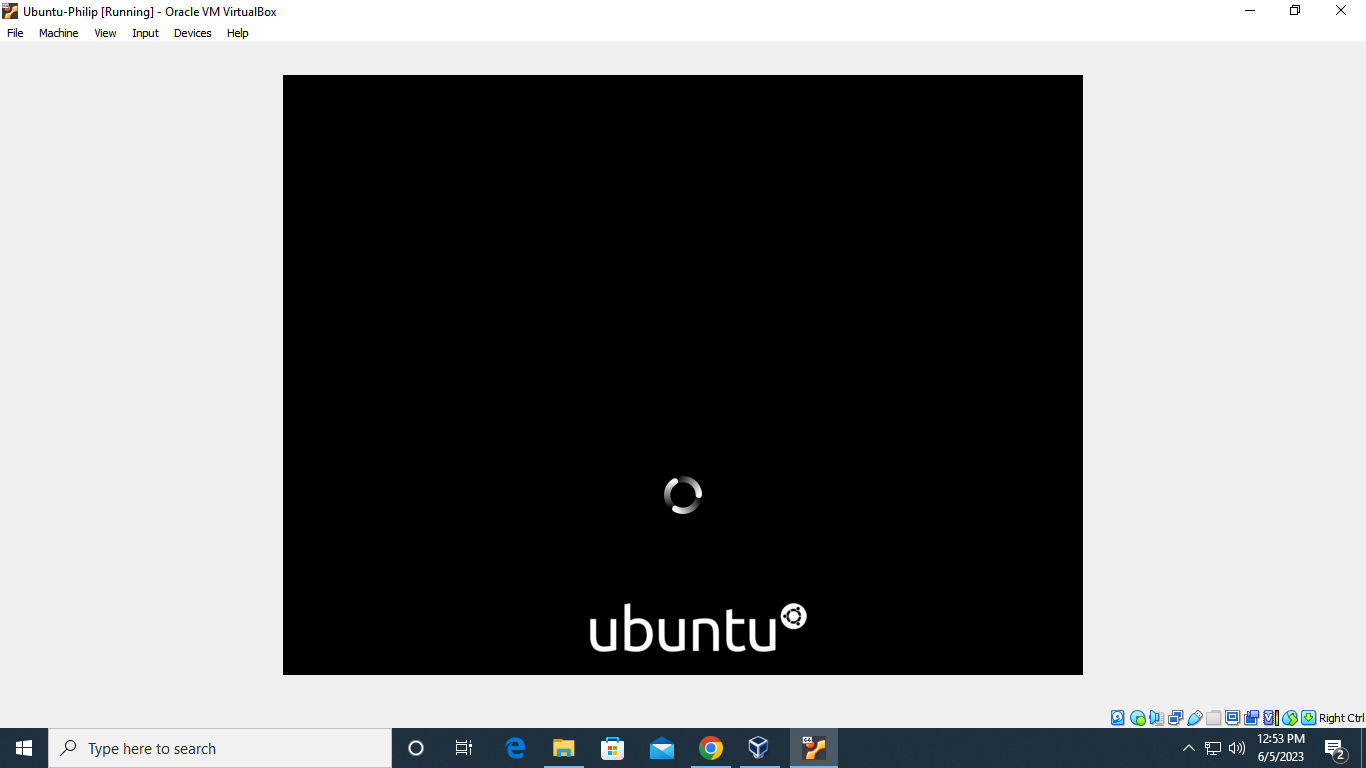 Ubuntu-Philip [Running] - Oracle VM VirtualBox
File Machine View Input Devices Help
ubuntu
Right Ctrl
Type here to search
12:53 PM
6/5/2023
2